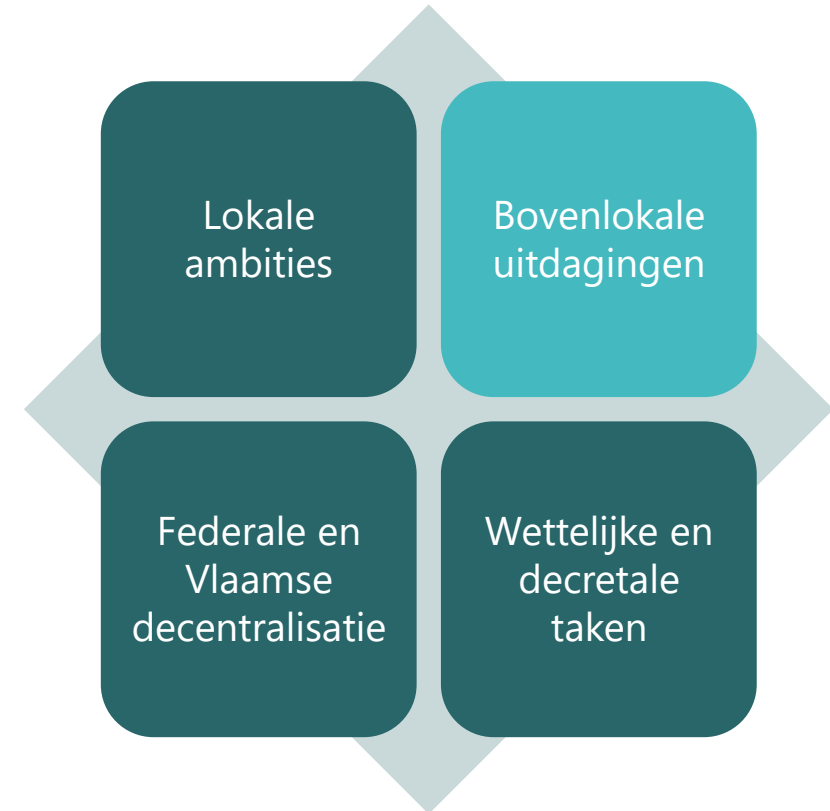 Lokale
ambities
Bovenlokale
uitdagingen
Federale en
Vlaamse
decentralisatie
Wettelijke en
decretale
taken